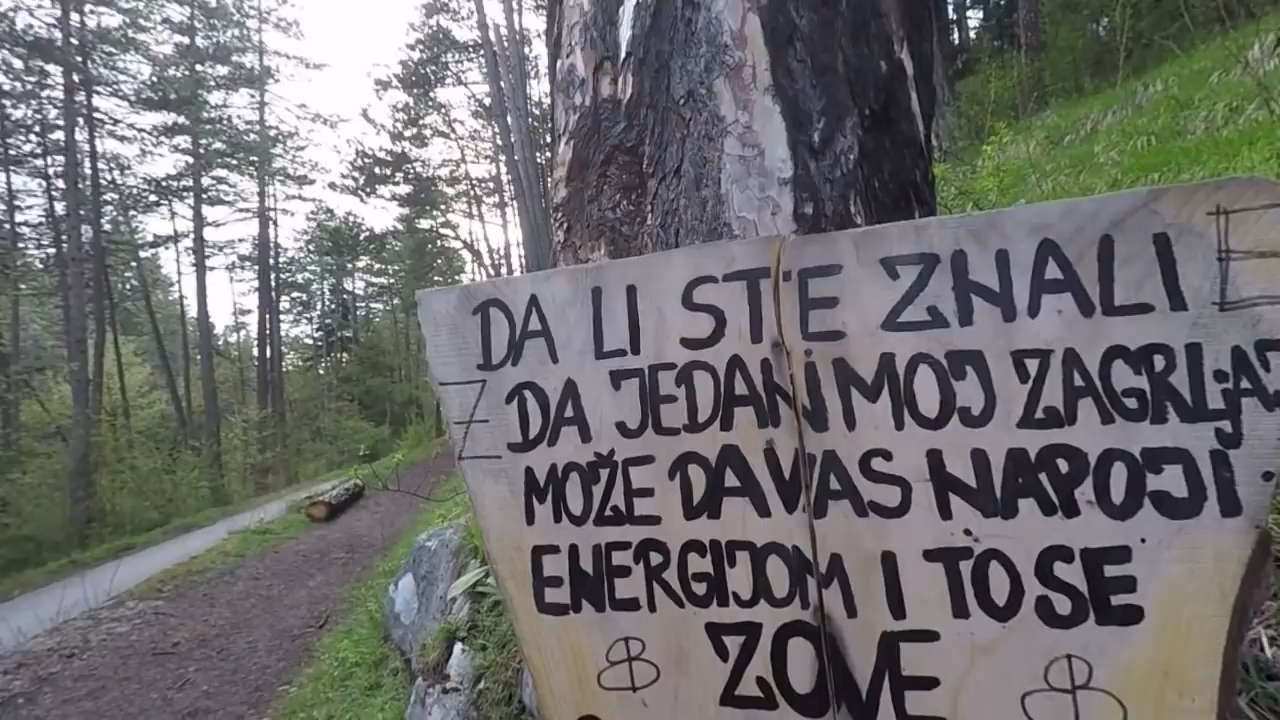 DA LI STE ZNALI
DA JEDAN MOJ ZAGRLJAJ
MOŽE DA VAS NAPOJI
ENERGIJOM I TO SE
ZOVE